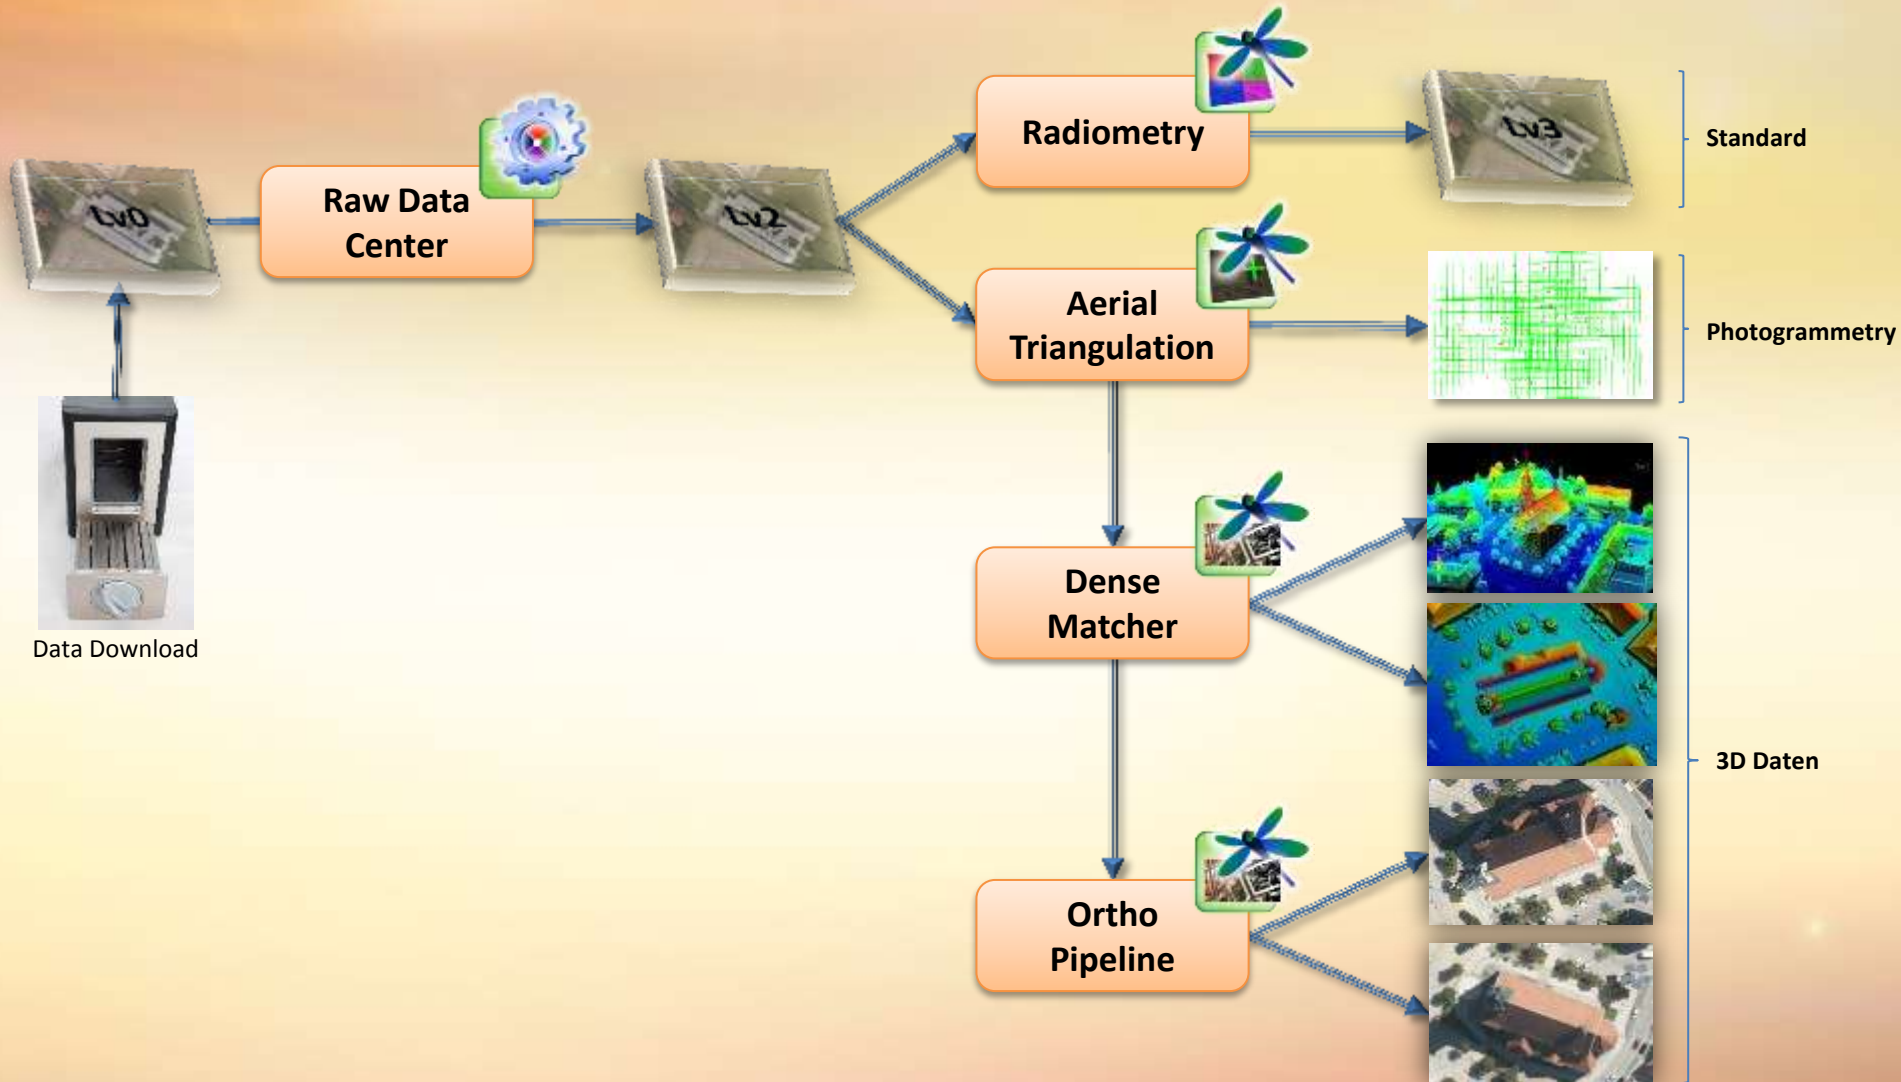 Radiometry
Lv3
Standard
Lv0
Raw Data
Center
Lv2
Aerial
Triangulation
Photogrammetry
Data Download
Dense
Matcher
3D Daten
Ortho
Pipeline